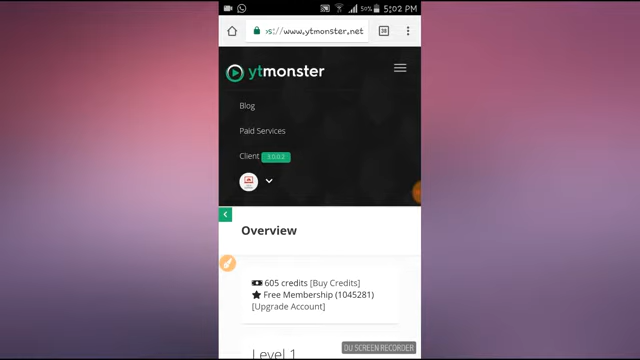 50% 5:02 PM
s://www.ytmonster.net 38
ytmonster
Blog
Paid Services
Client 3.0.0.2
Overview
605 credits [Buy Credits]
Free Membership (1045281)
[Upgrade Account]
DU SCREEN RECORDER
Level 1